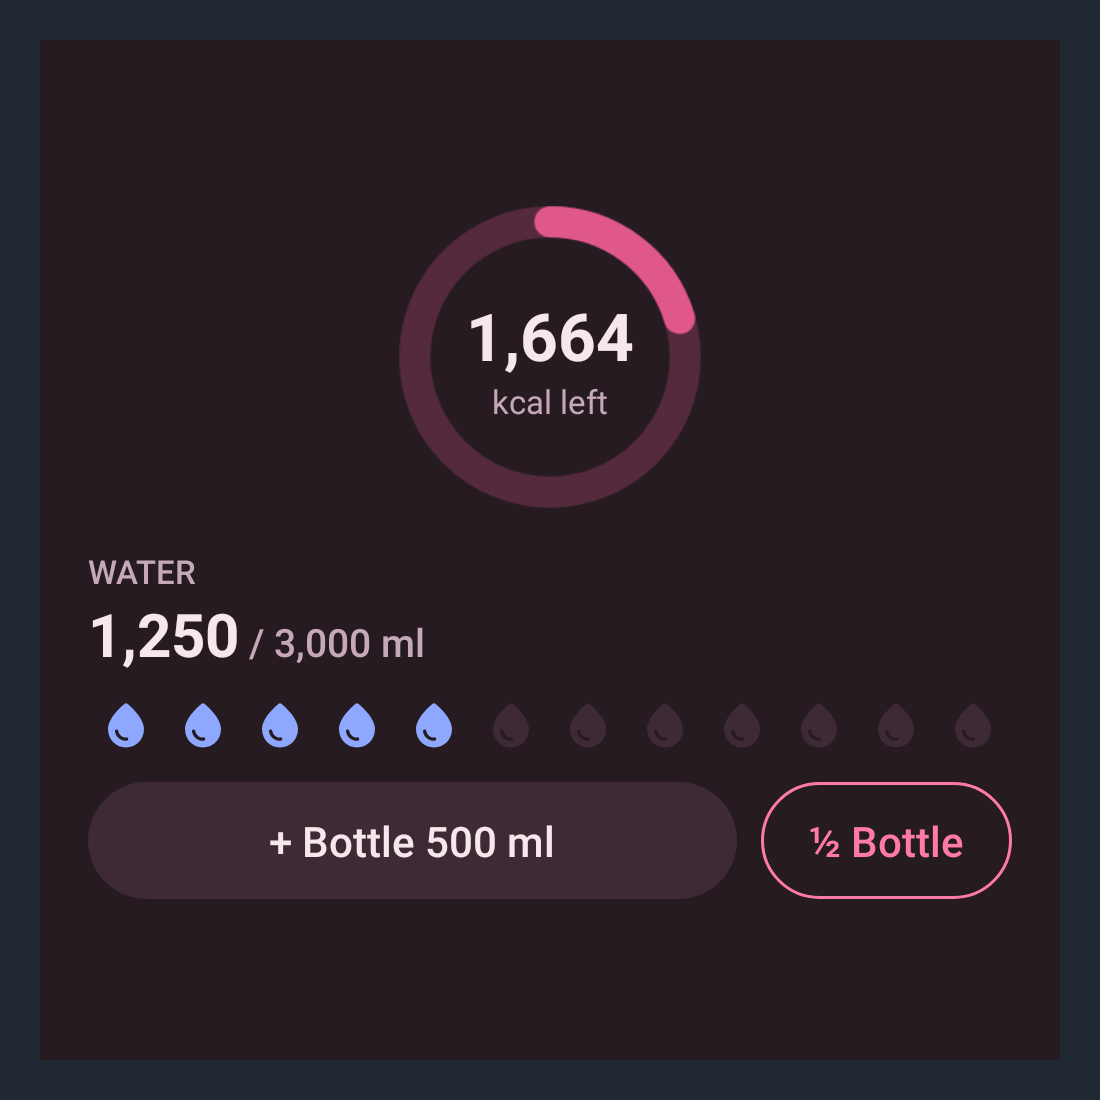 1,664
kcal left
WATER
1,250 / 3,000 ml
+ Bottle 500 ml
½ Bottle